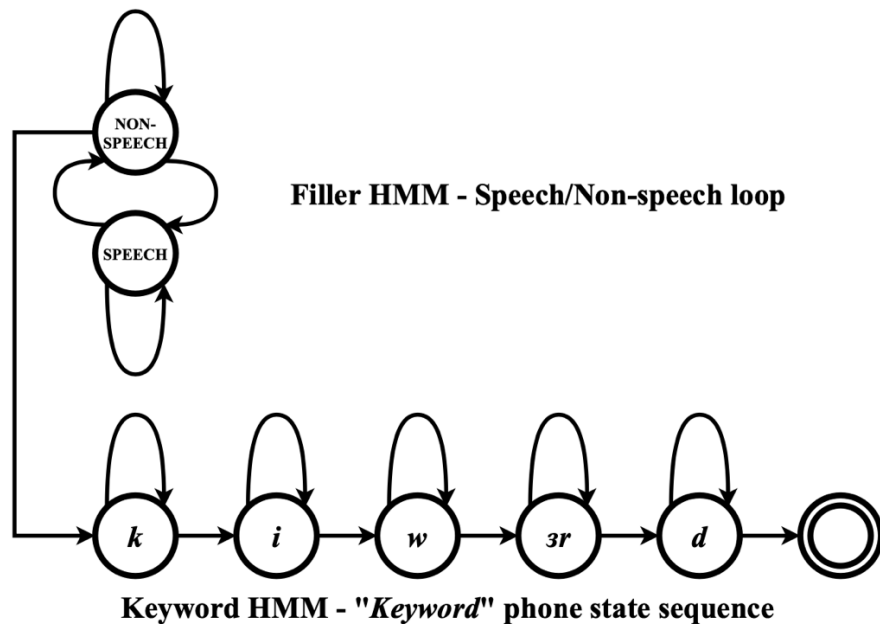 NON-
SPEECH
Filler HMM - Speech/Non-speech loop
SPEECH
k i w ɜr d
Keyword HMM - "Keyword" phone state sequence